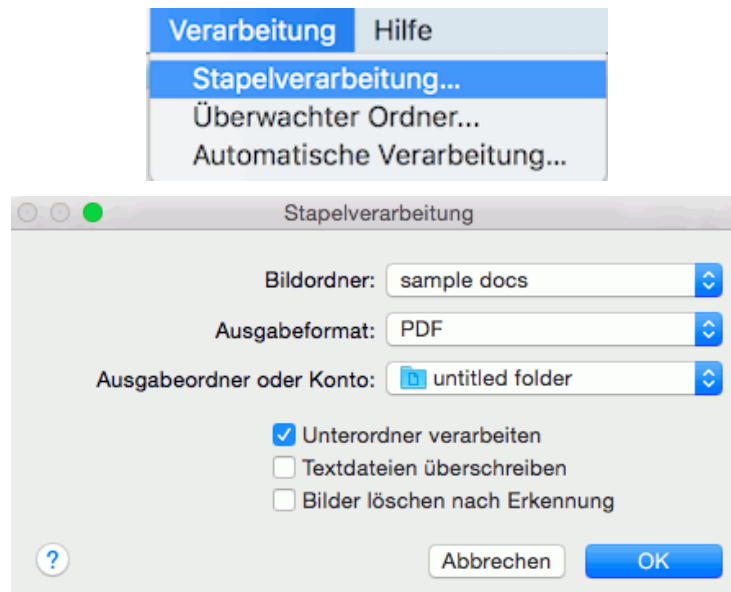 Verarbeitung Hilfe
Stapelverarbeitung...
Überwachter Ordner...
Automatische Verarbeitung...
Stapelverarbeitung
Bildordner: sample docs
Ausgabeformat: PDF
Ausgabeordner oder Konto: untitled folder
Unterordner verarbeiten
Textdateien überschreiben
Bilder löschen nach Erkennung
? Abbrechen OK